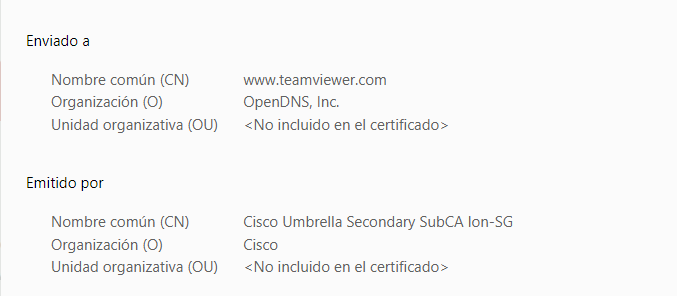 Enviado a
Nombre común (CN) www.teamviewer.com
Organización (O) OpenDNS, Inc.
Unidad organizativa (OU) <No incluido en el certificado>
Emitido por
Nombre común (CN) Cisco Umbrella Secondary SubCA lon-SG
Organización (O) Cisco
Unidad organizativa (OU) <No incluido en el certificado>